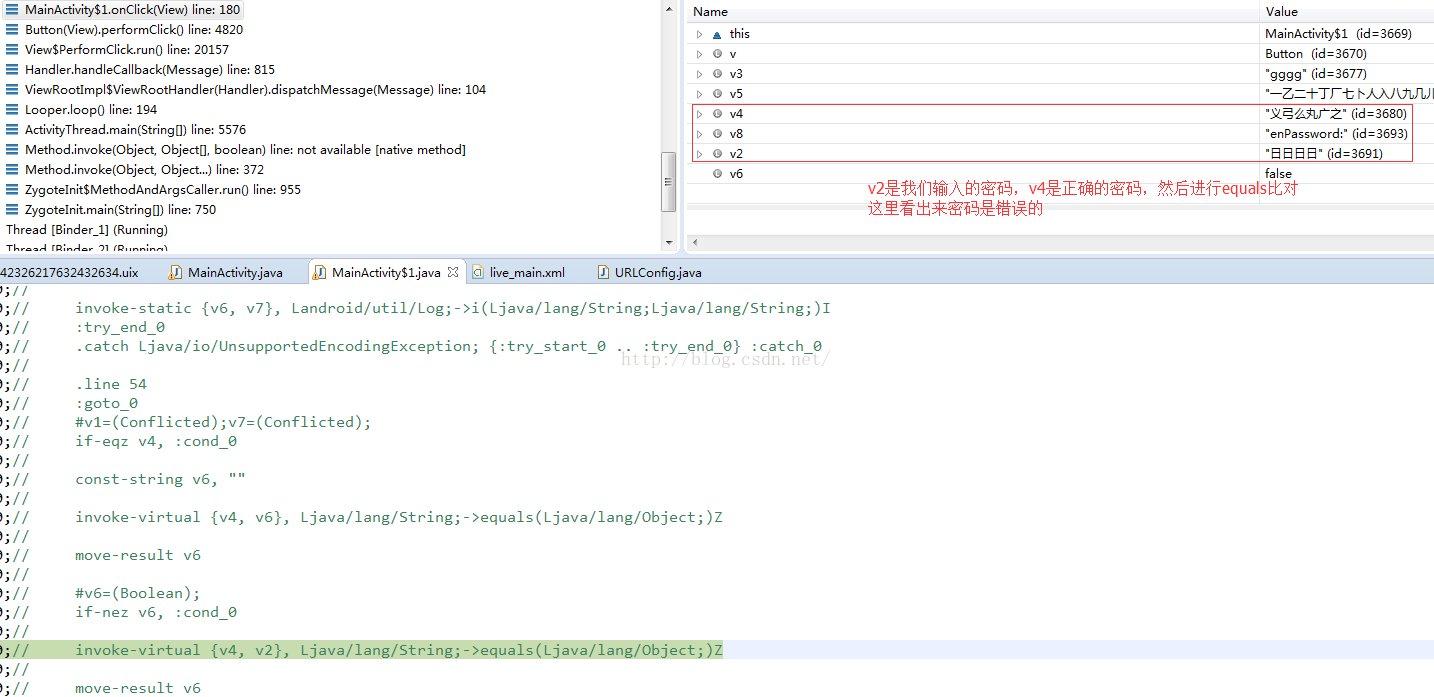 MainActivity$1.onClick(View) line: 180
Button(View).performClick() line: 4820
View$PerformClick.run() line: 20157
Handler.handleCallback(Message) line: 815
ViewRootImpl$ViewRootHandler(Handler).dispatchMessage(Message) line: 104
Looper.loop() line: 194
ActivityThread.main(String[]) line: 5576
Method.invoke(Object, Object[], boolean) line: not available [native method]
Method.invoke(Object, Object...) line: 372
ZygoteInit$MethodAndArgsCaller.run() line: 955
ZygoteInit.main(String[]) line: 750
Thread [Binder_1] (Running)
Thread [Binder_2] (Running)
Name Value
this MainActivity$1 (id=3669)
v Button (id=3670)
v3 "gggg" (id=3677)
v5 "一乙二十丁厂七卜人入八九几儿
v4 "义弓么丸广之" (id=3680)
v8 "enPassword:" (id=3693)
v2 "日日日日" (id=3691)
v6 false
v2是我们输入的密码，v4是正确的密码，然后进行equals比对
这里看出来密码是错误的
42326217632432634.uix MainActivity.java MainActivity$1.java live_main.xml URLConfig.java
;//
;// invoke-static {v6, v7}, Landroid/util/Log;->i(Ljava/lang/String;Ljava/lang/String;)I
;// :try_end_0
;// .catch Ljava/io/UnsupportedEncodingException; {:try_start_0 .. :try_end_0} :catch_0
http://blog.csdn.net/
;//
;// .line 54
;// :goto_0
;// #v1=(Conflicted);v7=(Conflicted);
;// if-eqz v4, :cond_0
;//
;// const-string v6, ""
;//
;// invoke-virtual {v4, v6}, Ljava/lang/String;->equals(Ljava/lang/Object;)Z
;//
;// move-result v6
;//
;// #v6=(Boolean);
;// if-nez v6, :cond_0
;//
;// invoke-virtual {v4, v2}, Ljava/lang/String;->equals(Ljava/lang/Object;)Z
;//
;// move-result v6